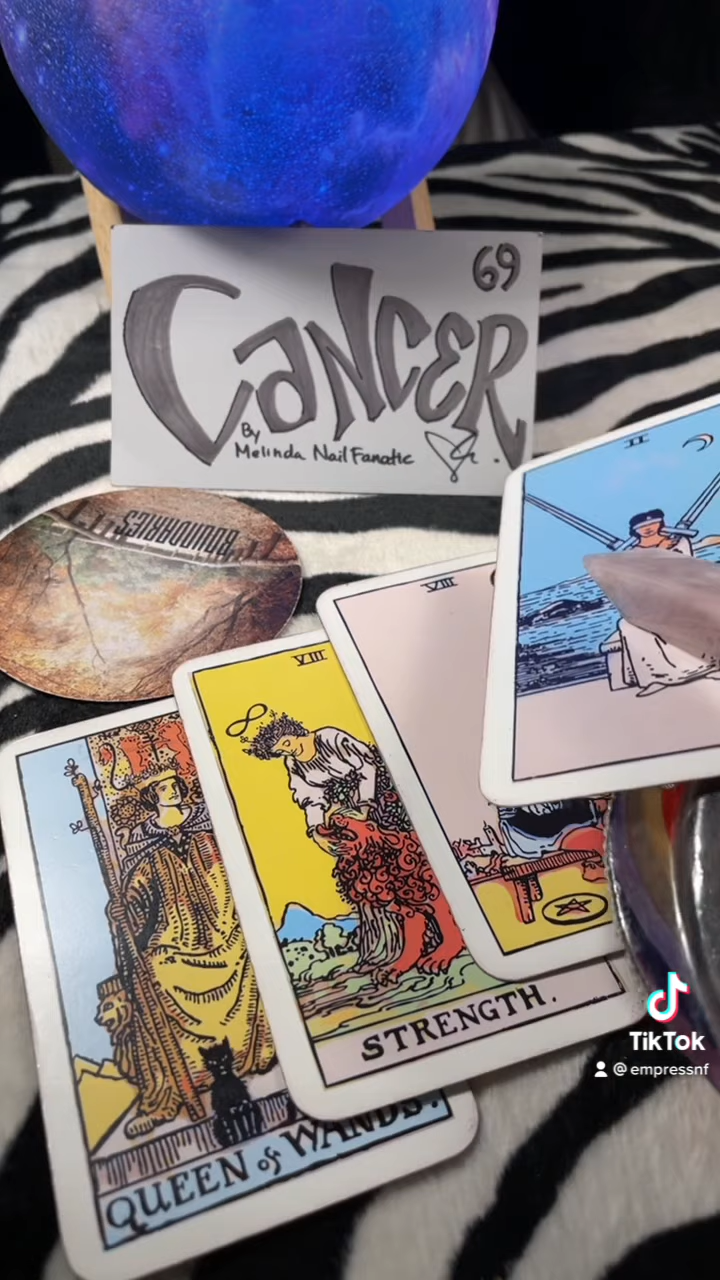 69
CANCER
By
Melinda Nail Fanatic
II
BOUNDARIES
VIII
VIII
STRENGTH.
QUEEN of WANDS.
TikTok
@empressnf